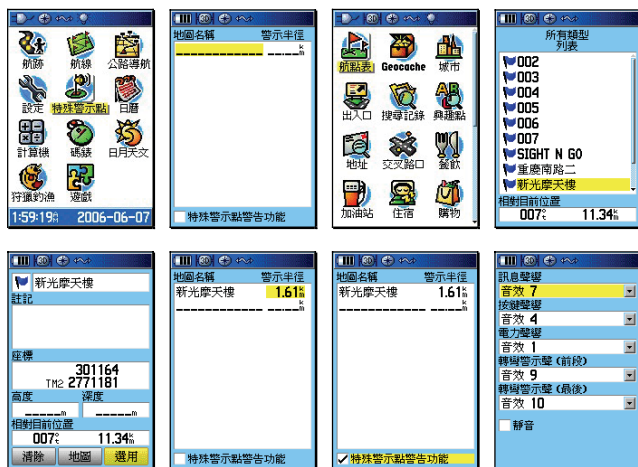 航跡 航線 公路導航
設定 特殊警示點 日曆
計算機 碼錶 日月天文
狩獵釣漁 遊戲
1:59:19 2006-06-07
地圖名稱 警示半徑
特殊警示點警告功能
航點表 Geocache 城市
出入口 搜尋記錄 興趣點
地址 交叉路口 餐飲
加油站 住宿 購物
所有類型
列表
002
003
004
005
006
007
SIGHT N GO
重慶南路二
新光摩天樓
相對目前位置
007° 11.34km
新光摩天樓
註記
座標
301164
TM2 2771181
高度 深度
_____m _____m
相對目前位置
007° 11.34km
清除 地圖 選用
地圖名稱 警示半徑
新光摩天樓 1.61km
特殊警示點警告功能
地圖名稱 警示半徑
新光摩天樓 1.61km
特殊警示點警告功能
訊息聲響
音效 7
按鍵聲響
音效 4
電力聲響
音效 1
轉彎警示聲 (前段)
音效 9
轉彎警示聲 (最後)
音效 10
靜音